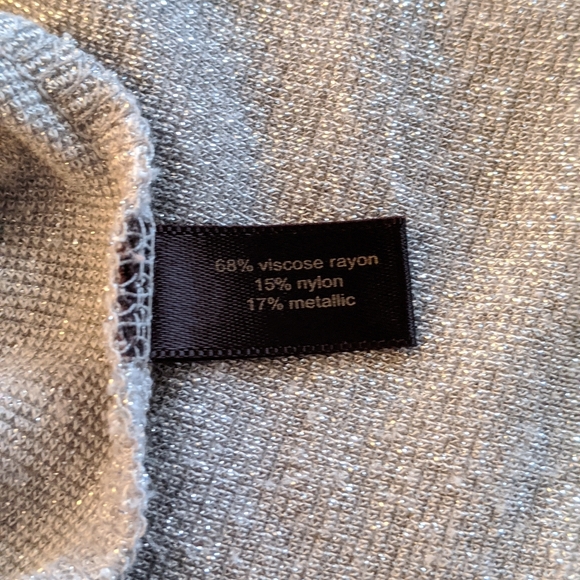 68% viscose rayon
15% nylon
17% metallic